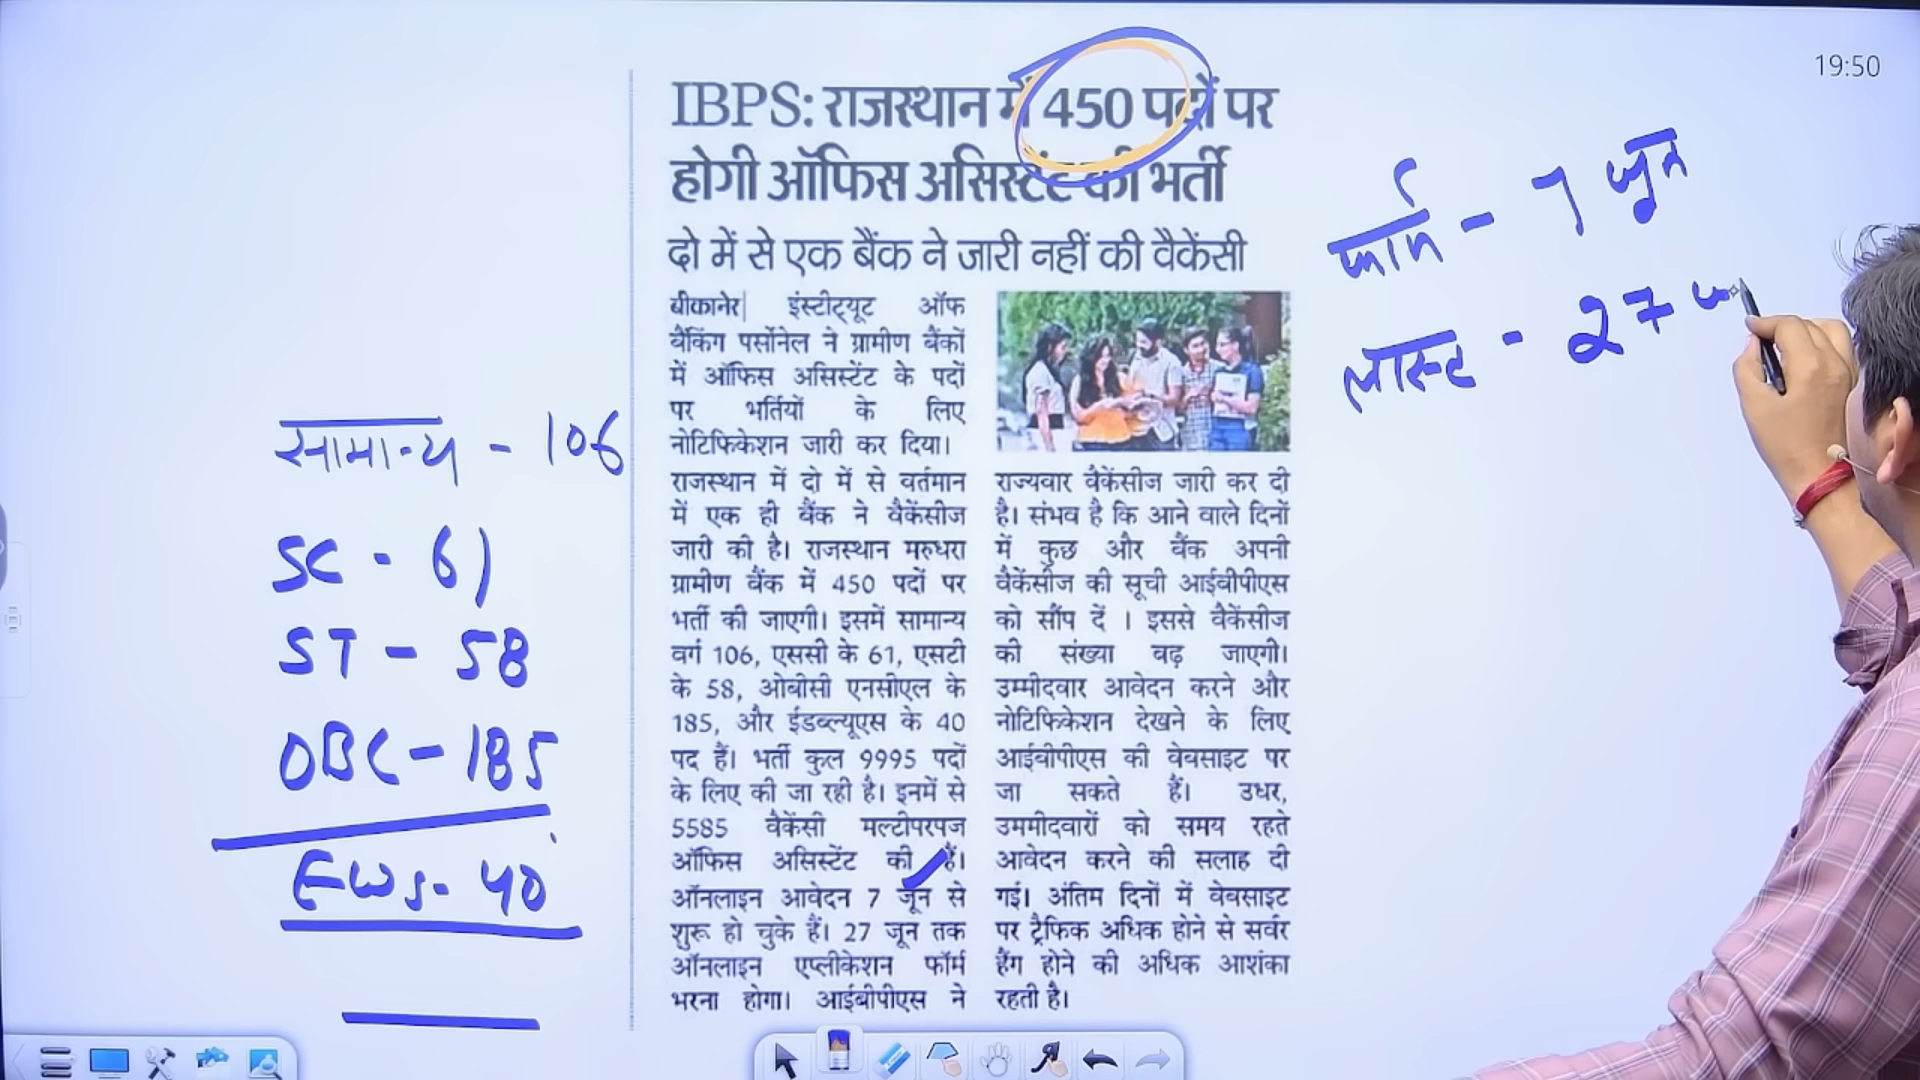 19:50
IBPS: राजस्थान में 450 पदों पर
होगी ऑफिस असिस्टेंट की भर्ती
दो में से एक बैंक ने जारी नहीं की वैकेंसी
बीकानेर| इंस्टीट्यूट ऑफ
बैंकिंग पर्सोनेल ने ग्रामीण बैंकों
में ऑफिस असिस्टेंट के पदों
पर भर्तियों के लिए
नोटिफिकेशन जारी कर दिया।
राजस्थान में दो में से वर्तमान
में एक ही बैंक ने वैकेंसीज
जारी की है। राजस्थान मरुधरा
ग्रामीण बैंक में 450 पदों पर
भर्ती की जाएगी। इसमें सामान्य
वर्ग 106, एससी के 61, एसटी
के 58, ओबीसी एनसीएल के
185, और ईडब्ल्यूएस के 40
पद हैं। भर्ती कुल 9995 पदों
के लिए की जा रही है। इनमें से
5585 वैकेंसी मल्टीपरपज
ऑफिस असिस्टेंट की हैं।
ऑनलाइन आवेदन 7 जून से
शुरू हो चुके हैं। 27 जून तक
ऑनलाइन एप्लीकेशन फॉर्म
भरना होगा। आईबीपीएस ने
राज्यवार वैकेंसीज जारी कर दी
है। संभव है कि आने वाले दिनों
में कुछ और बैंक अपनी
वैकेंसीज की सूची आईबीपीएस
को सौंप दें । इससे वैकेंसीज
की संख्या बढ़ जाएगी।
उम्मीदवार आवेदन करने और
नोटिफिकेशन देखने के लिए
आईबीपीएस की वेबसाइट पर
जा सकते हैं। उधर,
उममीदवारों को समय रहते
आवेदन करने की सलाह दी
गई। अंतिम दिनों में वेबसाइट
पर ट्रैफिक अधिक होने से सर्वर
हैंग होने की अधिक आशंका
रहती है।
सामान्य - 106
SC - 61
ST - 58
OBC - 185
EWS - 40
फार्म - 7 जून
लास्ट - 27